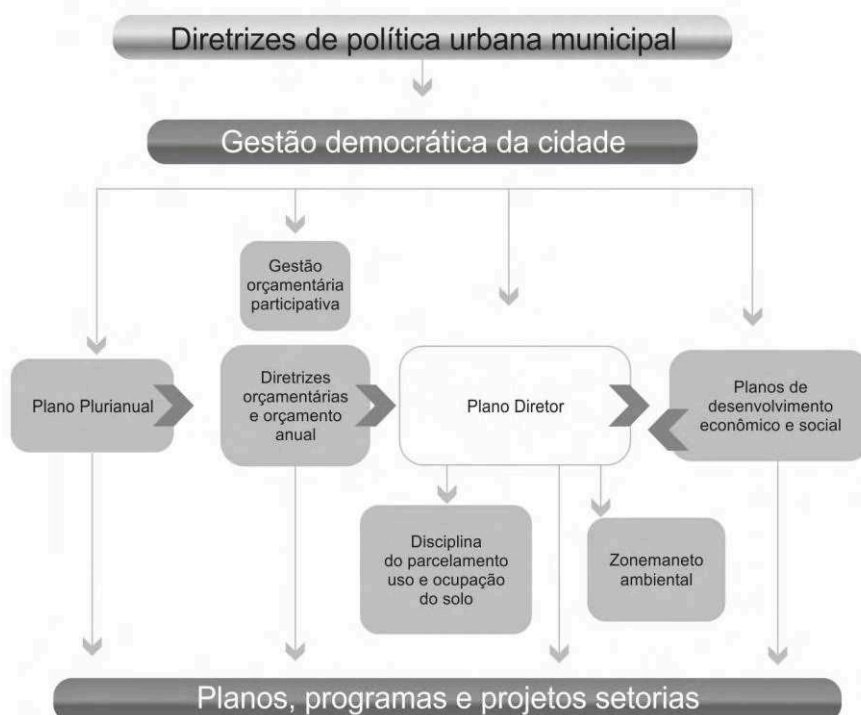 Diretrizes de política urbana municipal
Gestão democrática da cidade
Gestão
orçamentária
participativa
Plano Plurianual
Diretrizes
orçamentárias
e orçamento
anual
Plano Diretor
Planos de
desenvolvimento
econômico e social
Disciplina
do parcelamento
uso e ocupação
do solo
Zonemaneto
ambiental
Planos, programas e projetos setorias